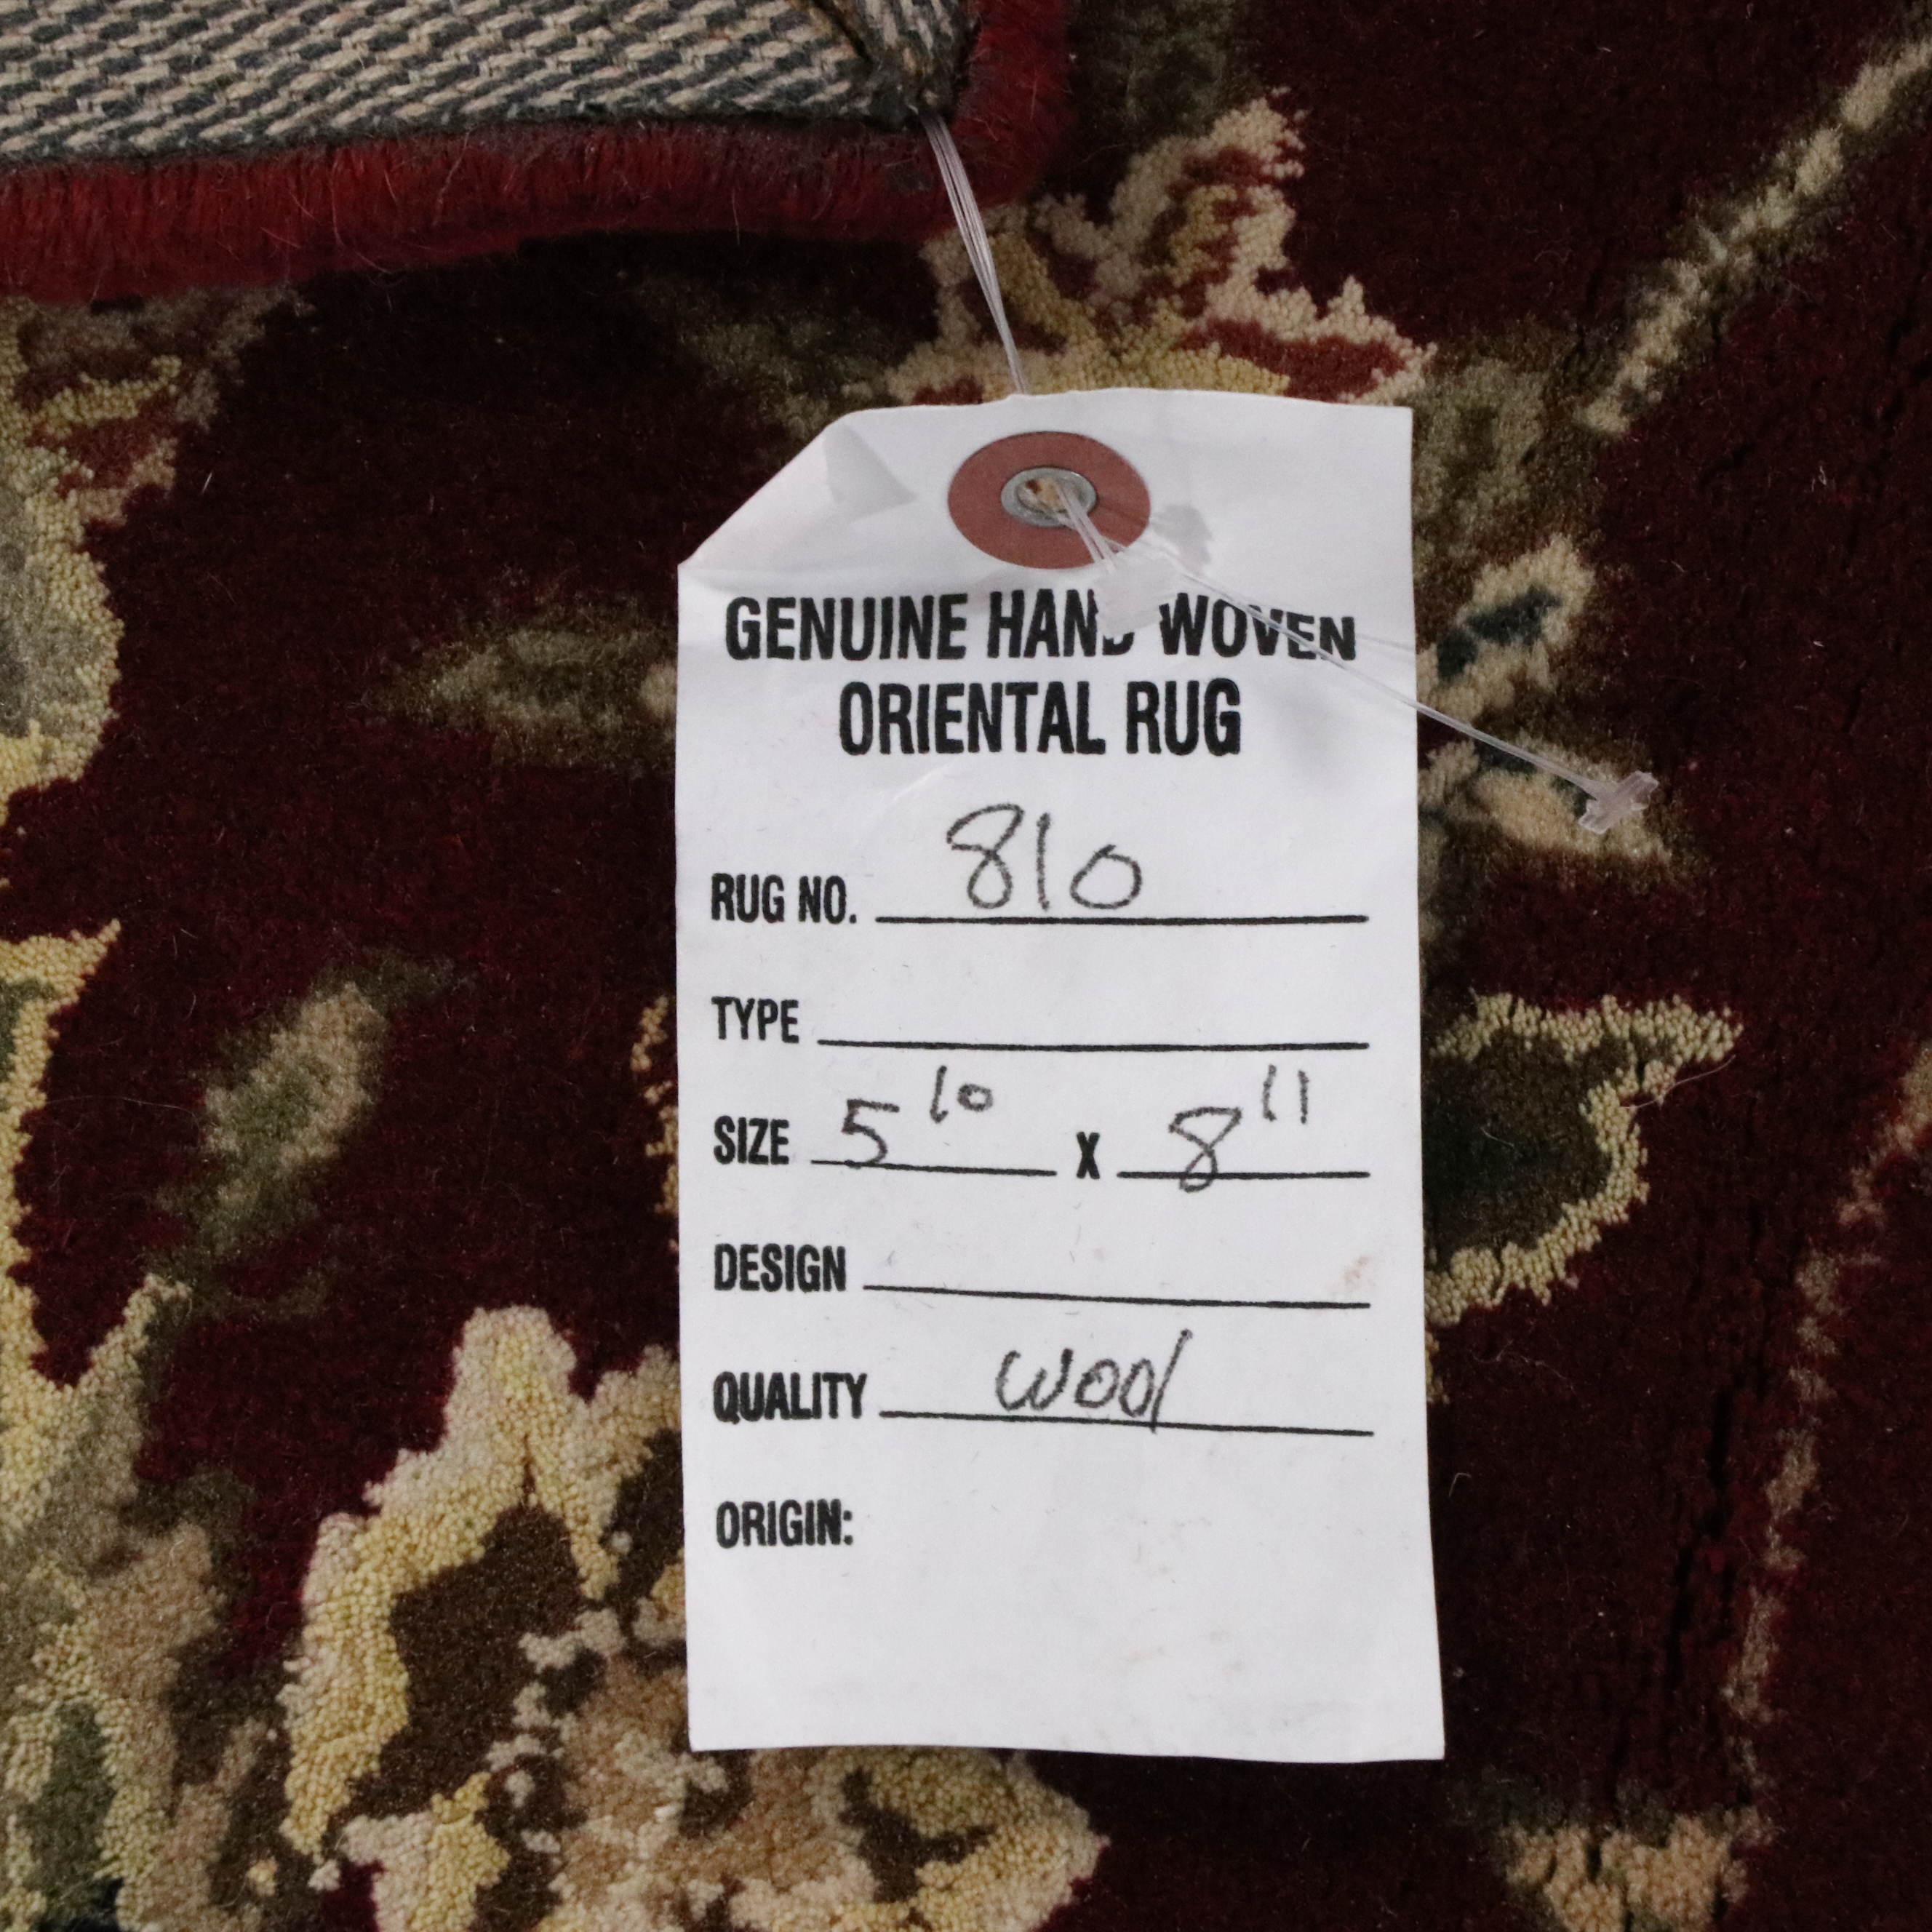 GENUINE HAND WOVEN
ORIENTAL RUG
RUG NO. 810
TYPE
SIZE 5 10 X 8 11
DESIGN
QUALITY wool
ORIGIN: